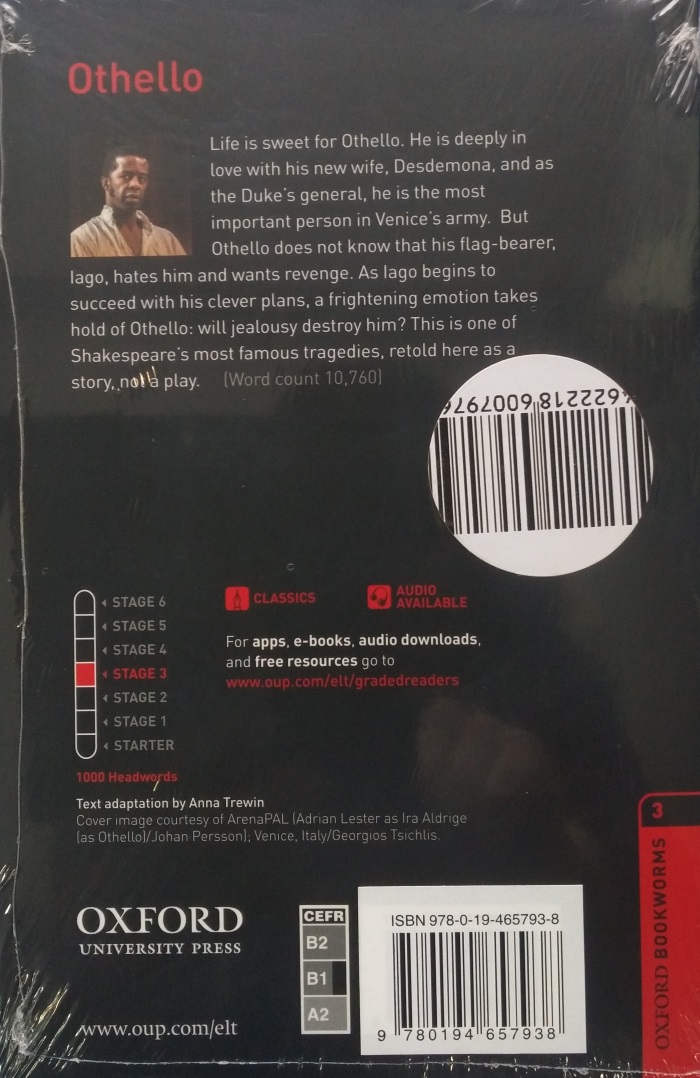 Othello
Life is sweet for Othello. He is deeply in
love with his new wife, Desdemona, and as
the Duke's general, he is the most
important person in Venice's army. But
Othello does not know that his flag-bearer,
Iago, hates him and wants revenge. As Iago begins to
succeed with his clever plans, a frightening emotion takes
hold of Othello: will jealousy destroy him? This is one of
Shakespeare's most famous tragedies, retold here as a
story, not a play. (Word count 10,760)
STAGE 6
STAGE 5
STAGE 4
STAGE 3
STAGE 2
STAGE 1
STARTER
1000 Headwords
CLASSICS
AUDIO
AVAILABLE
For apps, e-books, audio downloads,
and free resources go to
www.oup.com/elt/gradedreaders
Text adaptation by Anna Trewin
Cover image courtesy of ArenaPAL (Adrian Lester as Ira Aldrige
(as Othello)/Johan Persson); Venice, Italy/Georgios Tsichlis.
OXFORD
UNIVERSITY PRESS
www.oup.com/elt
CEFR
B2
B1
A2
ISBN 978-0-19-465793-8
9 780194 657938
3
OXFORD BOOKWORMS